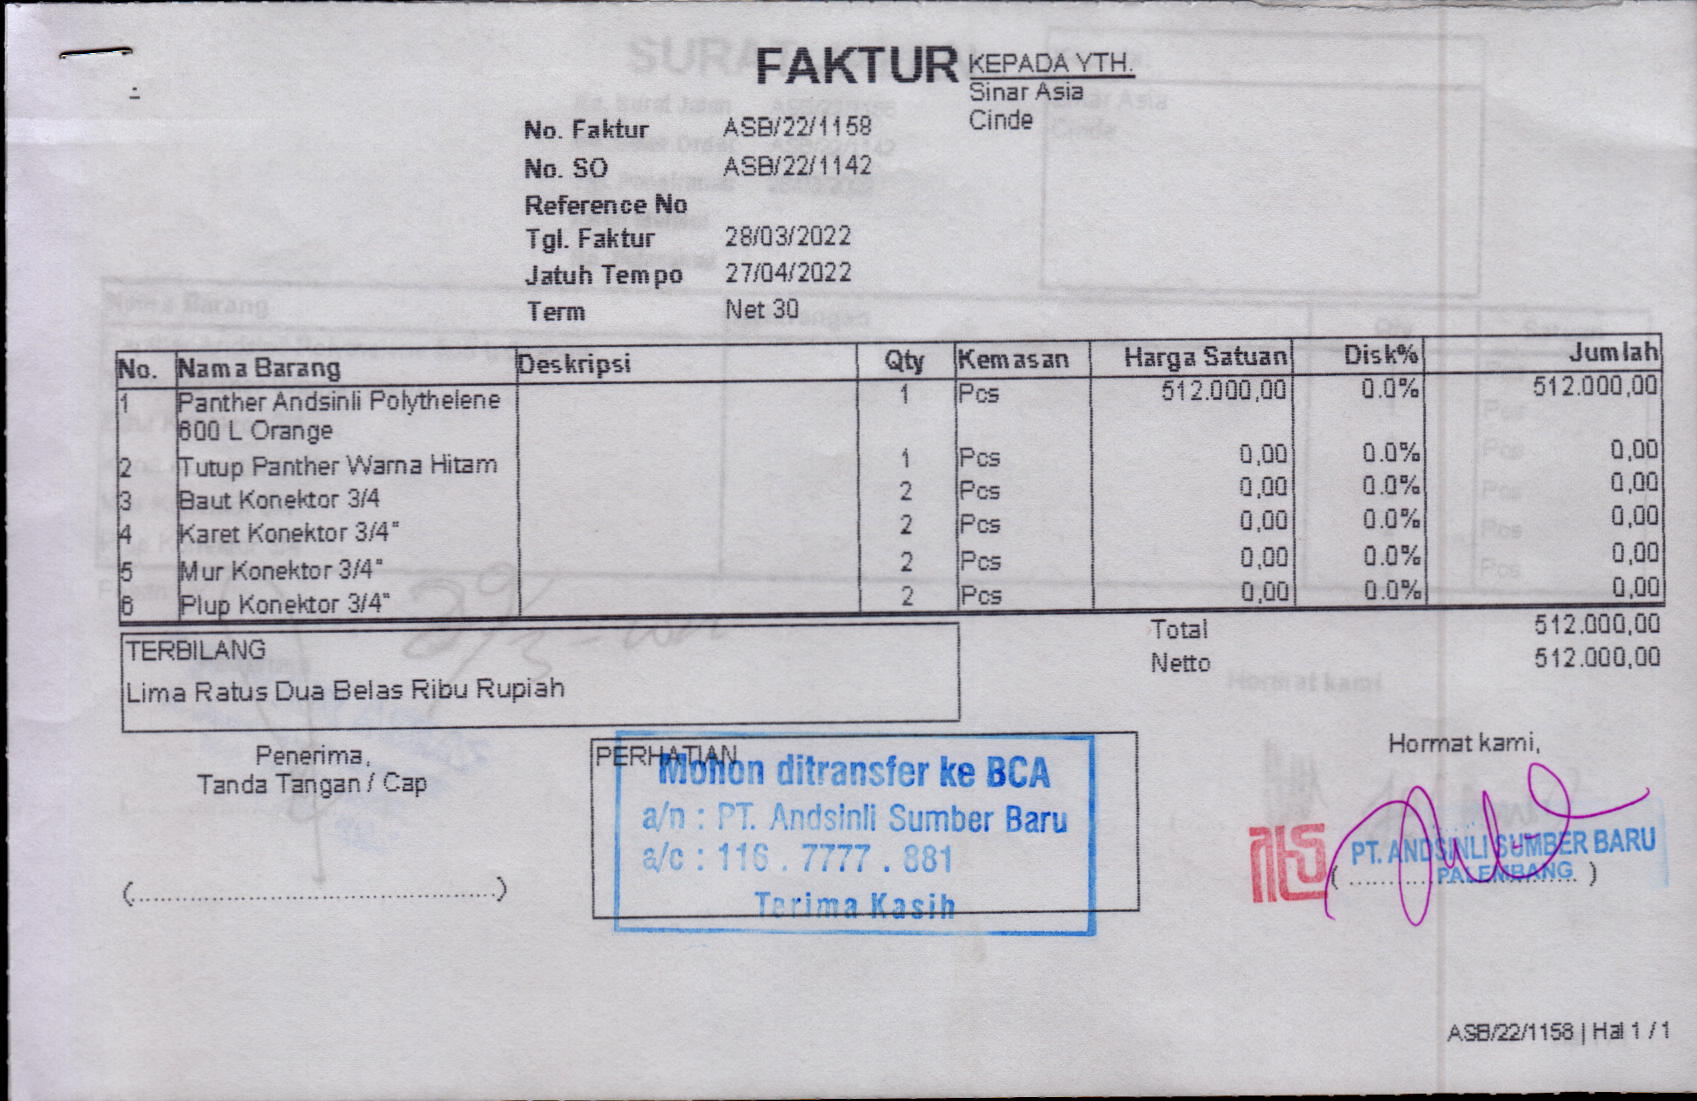 FAKTUR
KEPADA YTH.
Sinar Asia
Cinde
No. Faktur ASB/22/1158
No. SO ASB/22/1142
Reference No
Tgl. Faktur 28/03/2022
Jatuh Tempo 27/04/2022
Term Net 30
No. Nama Barang Deskripsi Qty Kemasan Harga Satuan Disk% Jumlah
1 Panther Andsinli Polythelene 1 Pcs 512.000,00 0.0% 512.000,00
600 L Orange
2 Tutup Panther Warna Hitam 1 Pcs 0,00 0.0% 0,00
3 Baut Konektor 3/4 2 Pcs 0,00 0.0% 0,00
4 Karet Konektor 3/4" 2 Pcs 0,00 0.0% 0,00
5 Mur Konektor 3/4" 2 Pcs 0,00 0.0% 0,00
6 Plup Konektor 3/4" 2 Pcs 0,00 0.0% 0,00
Total 512.000,00
Netto 512.000,00
TERBILANG
Lima Ratus Dua Belas Ribu Rupiah
Penerima,
Tanda Tangan / Cap
(..............................................)
PERHATIAN
Mohon ditransfer ke BCA
a/n : PT. Andsinli Sumber Baru
a/c : 116 . 7777 . 881
Terima Kasih
Hormat kami,
PT. ANDSINLI SUMBER BARU
PALEMBANG
ASB/22/1158 | Hal 1 / 1